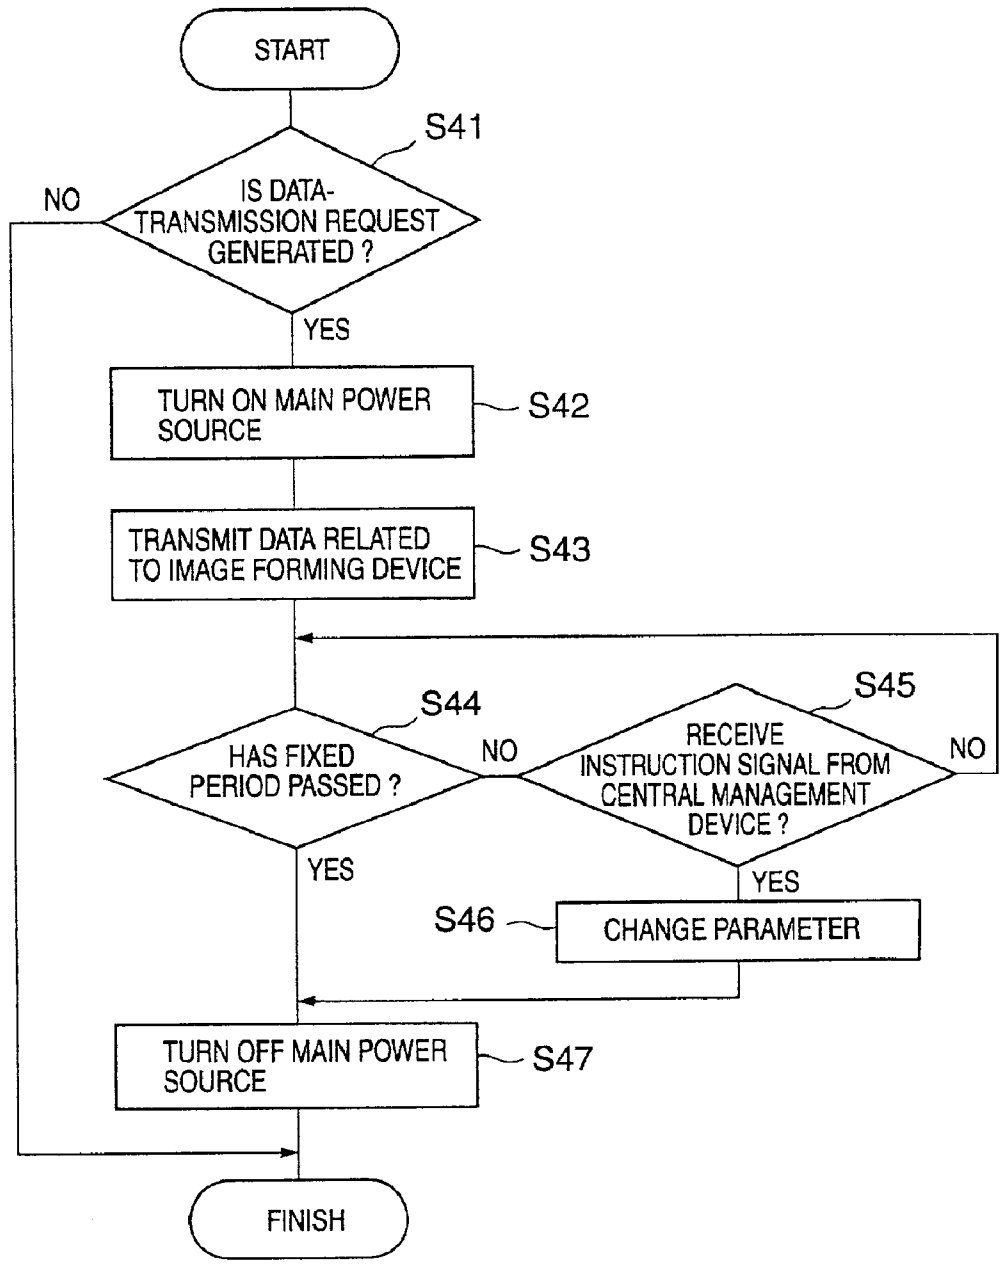 START
S41
IS DATA-
TRANSMISSION REQUEST
GENERATED ?
NO
YES
TURN ON MAIN POWER
SOURCE
S42
TRANSMIT DATA RELATED
TO IMAGE FORMING DEVICE
S43
S44
HAS FIXED
PERIOD PASSED ?
NO
YES
S45
RECEIVE
INSTRUCTION SIGNAL FROM
CENTRAL MANAGEMENT
DEVICE ?
NO
YES
S46
CHANGE PARAMETER
TURN OFF MAIN POWER
SOURCE
S47
FINISH